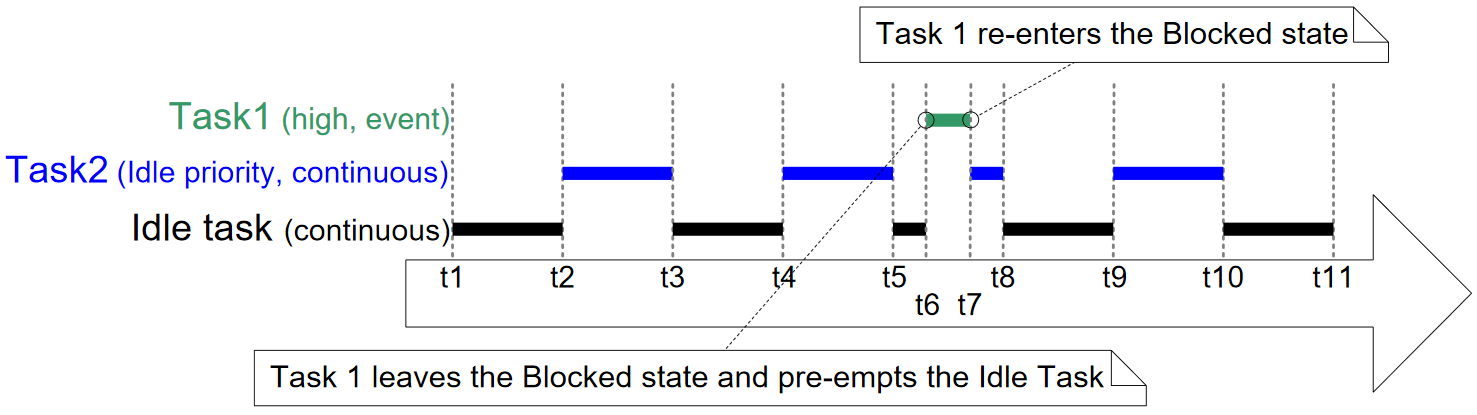 Task 1 re-enters the Blocked state
Task1 (high, event)
Task2 (Idle priority, continuous)
Idle task (continuous)
t1 t2 t3 t4 t5 t8 t9 t10 t11
t6 t7
Task 1 leaves the Blocked state and pre-empts the Idle Task